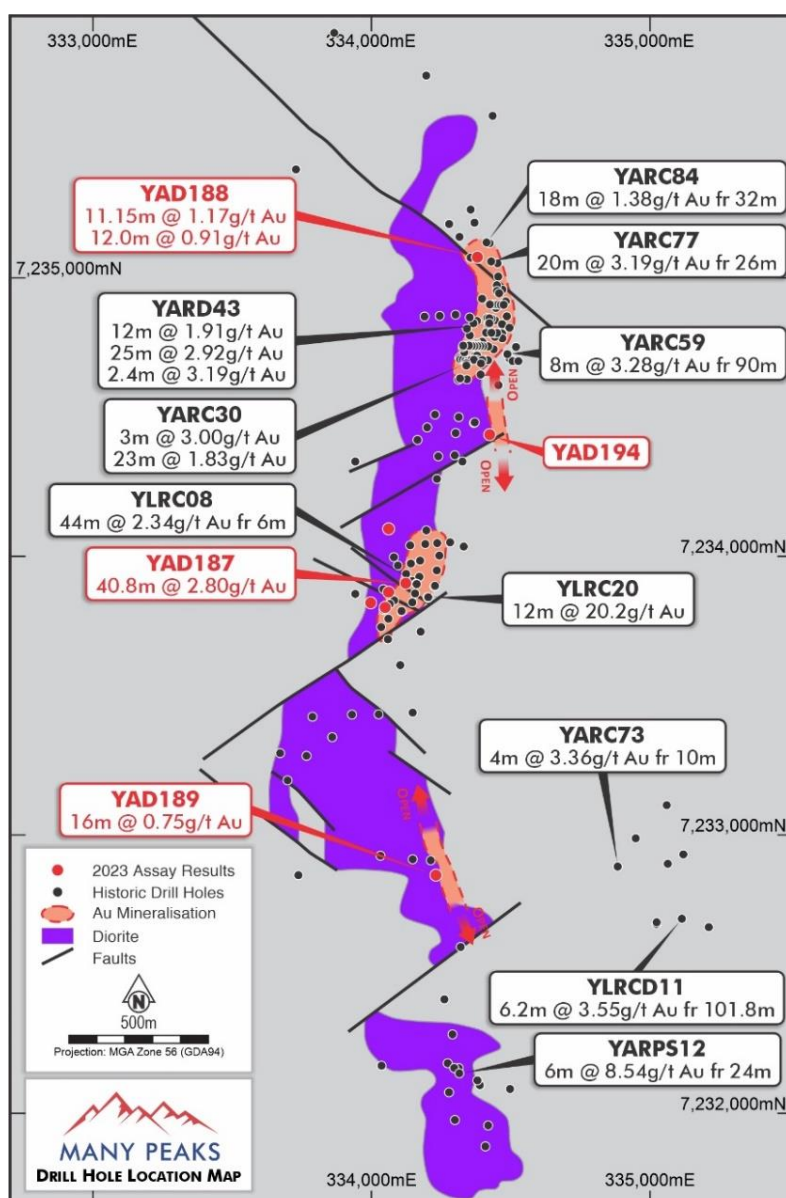 333,000mE
334,000mE
335,000mE
YAD188
11.15m @ 1.17g/t Au
12.0m @ 0.91g/t Au
YARC84
18m @ 1.38g/t Au fr 32m
YARC77
20m @ 3.19g/t Au fr 26m
7,235,000mN
YARD43
12m @ 1.91g/t Au
25m @ 2.92g/t Au
2.4m @ 3.19g/t Au
YARC59
8m @ 3.28g/t Au fr 90m
OPEN
YARC30
3m @ 3.00g/t Au
23m @ 1.83g/t Au
YAD194
OPEN
YLRC08
44m @ 2.34g/t Au fr 6m
7,234,000mN
YAD187
40.8m @ 2.80g/t Au
YLRC20
12m @ 20.2g/t Au
YARC73
4m @ 3.36g/t Au fr 10m
YAD189
16m @ 0.75g/t Au
OPEN
7,233,000mN
OPEN
2023 Assay Results
Historic Drill Holes
Au Mineralisation
Diorite
Faults
N
500m
Projection: MGA Zone 56 (GDA94)
YLRCD11
6.2m @ 3.55g/t Au fr 101.8m
YARPS12
6m @ 8.54g/t Au fr 24m
7,232,000mN
MANY PEAKS
DRILL HOLE LOCATION MAP
334,000mE
335,000mE